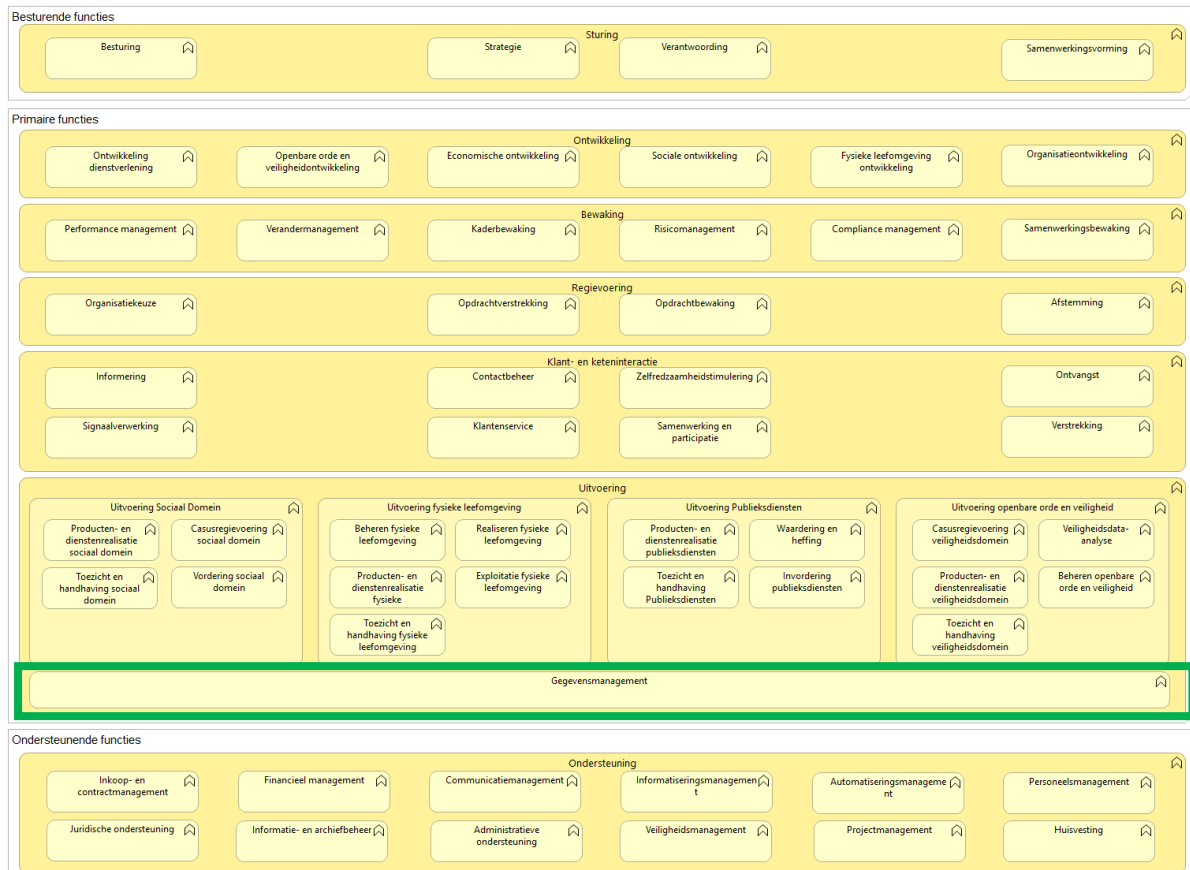 Besturende functies
Sturing
Besturing
Strategie
Verantwoording
Samenwerkingsvorming
Primaire functies
Ontwikkeling
Ontwikkeling
dienstverlening
Openbare orde en
veiligheidontwikkeling
Economische ontwikkeling
Sociale ontwikkeling
Fysieke leefomgeving
ontwikkeling
Organisatieontwikkeling
Bewaking
Performance management
Verandermanagement
Kaderbewaking
Risicomanagement
Compliance management
Samenwerkingsbewaking
Regievoering
Organisatiekeuze
Opdrachtverstrekking
Opdrachtbewaking
Afstemming
Klant- en keteninteractie
Informering
Contactbeheer
Zelfredzaamheidstimulering
Ontvangst
Signaalverwerking
Klantenservice
Samenwerking en
participatie
Verstrekking
Uitvoering
Uitvoering Sociaal Domein
Producten- en
dienstenrealisatie
sociaal domein
Casusregievoering
sociaal domein
Toezicht en
handhaving sociaal
domein
Vordering sociaal
domein
Uitvoering fysieke leefomgeving
Beheren fysieke
leefomgeving
Realiseren fysieke
leefomgeving
Producten- en
dienstenrealisatie
fysieke
Exploitatie fysieke
leefomgeving
Toezicht en
handhaving fysieke
leefomgeving
Uitvoering Publieksdiensten
Producten- en
dienstenrealisatie
publieksdiensten
Waardering en
heffing
Toezicht en
handhaving
Publieksdiensten
Invordering
publieksdiensten
Uitvoering openbare orde en veiligheid
Casusregievoering
veiligheidsdomein
Veiligheidsdata-
analyse
Producten- en
dienstenrealisatie
veiligheidsdomein
Beheren openbare
orde en veiligheid
Toezicht en
handhaving
veiligheidsdomein
Gegevensmanagement
Ondersteunende functies
Ondersteuning
Inkoop- en
contractmanagement
Financieel management
Communicatiemanagement
Informatiseringsmanagemen
t
Automatiseringsmanageme
nt
Personeelsmanagement
Juridische ondersteuning
Informatie- en archiefbeheer
Administratieve
ondersteuning
Veiligheidsmanagement
Projectmanagement
Huisvesting